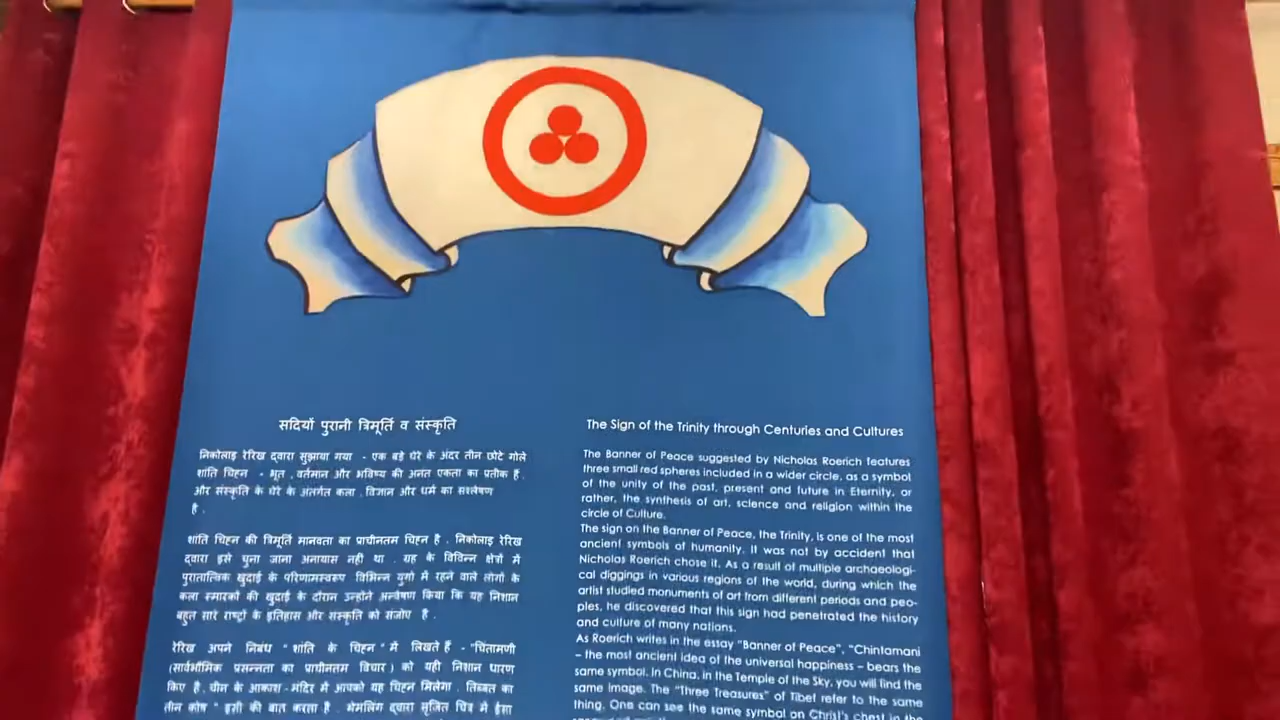 सदियों पुरानी त्रिमूर्ति व संस्कृति
निकोलाइ रेरिख द्वारा सुझाया गया - एक बड़े घेरे के अंदर तीन छोटे गोले
शांति चिह्न - भूत , वर्तमान और भविष्य की अनंत एकता का प्रतीक है .
और संस्कृति के घेरे के अंतर्गत कला , विज्ञान और धर्म का संश्लेषण
है .
शांति चिह्न की त्रिमूर्ति मानवता का प्राचीनतम चिह्न है . निकोलाइ रेरिख
द्वारा इसे चुना जाना अनायास नहीं था . यह के विविन्न क्षेत्रों में
पुरातात्विक खुदाई के परिणामस्वरूप विभिन्न युगों में रहने वाले लोगों के
कला स्मारकों की खुदाई के दौरान उन्होंने अन्वेषण किया कि यह निशान
बहुत सारे राष्ट्रों के इतिहास और संस्कृति को संजोए है .
रेरिख अपने निबंध " शांति के चिह्न " में लिखते हैं - "चिंतामणी
(सार्वभौमिक प्रसन्नता का प्राचीनतम विचार ) को यही निशान धारण
किए है . चीन के आकाश - मंदिर में आपको यह चिह्न मिलेगा . तिब्बत का
तीन कोष " इसी की बात करता है . मेमलिंग द्वारा सृजित चित्र में ईसा
The Sign of the Trinity through Centuries and Cultures
The Banner of Peace suggested by Nicholas Roerich features
three small red spheres included in a wider circle, as a symbol
of the unity of the past, present and future in Eternity, or
rather, the synthesis of art, science and religion within the
circle of Culture.
The sign on the Banner of Peace, the Trinity, is one of the most
ancient symbols of humanity. It was not by accident that
Nicholas Roerich chose it. As a result of multiple archaeologi-
cal diggings in various regions of the world, during which the
artist studied monuments of art from different periods and peo-
ples, he discovered that this sign had penetrated the history
and culture of many nations.
As Roerich writes in the essay "Banner of Peace", "Chintamani
– the most ancient idea of the universal happiness – bears the
same symbol. In China, in the Temple of the Sky, you will find the
same image. The "Three Treasures" of Tibet refer to the same
thing. One can see the same symbol on Christ's chest in the